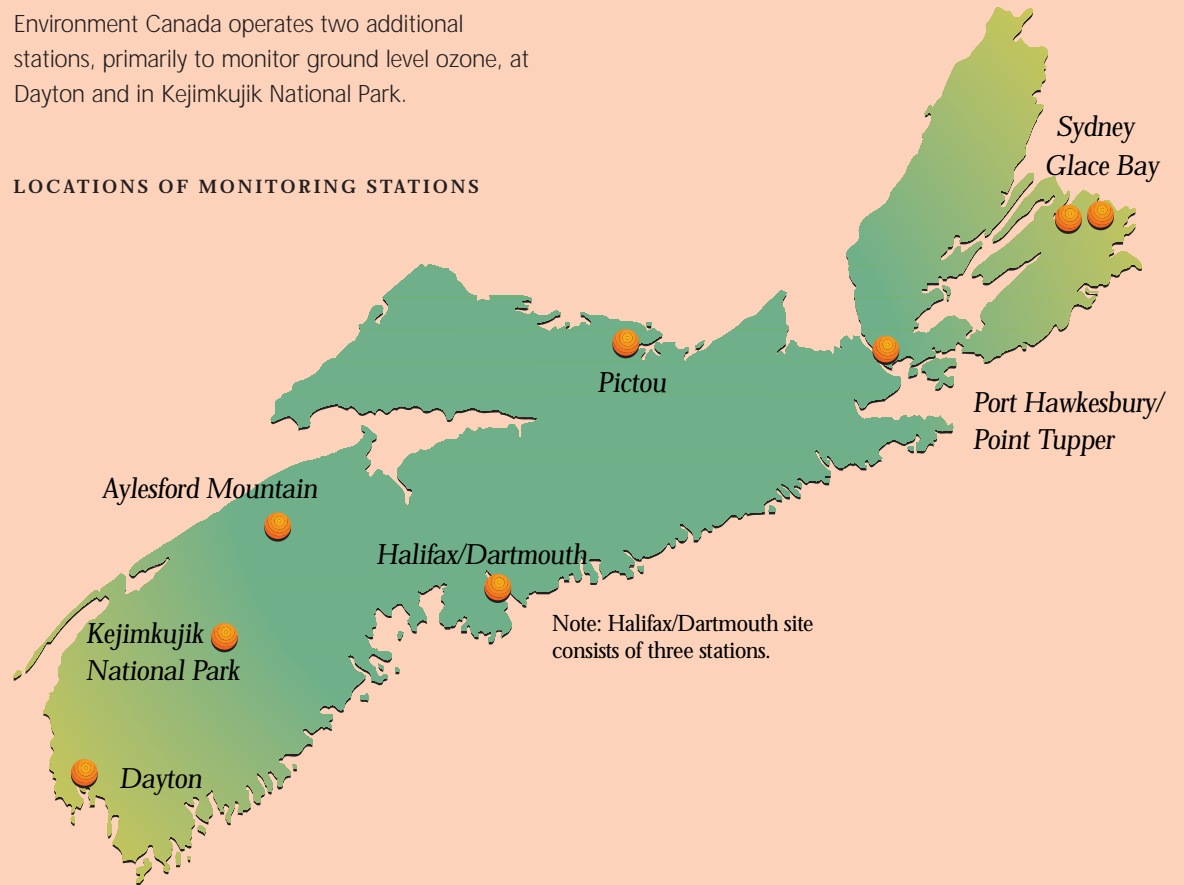 Environment Canada operates two additional
stations, primarily to monitor ground level ozone, at
Dayton and in Kejimkujik National Park.
LOCATIONS OF MONITORING STATIONS
Sydney
Glace Bay
Pictou
Port Hawkesbury/
Point Tupper
Aylesford Mountain
Halifax/Dartmouth
Note: Halifax/Dartmouth site
consists of three stations.
Kejimkujik
National Park
Dayton